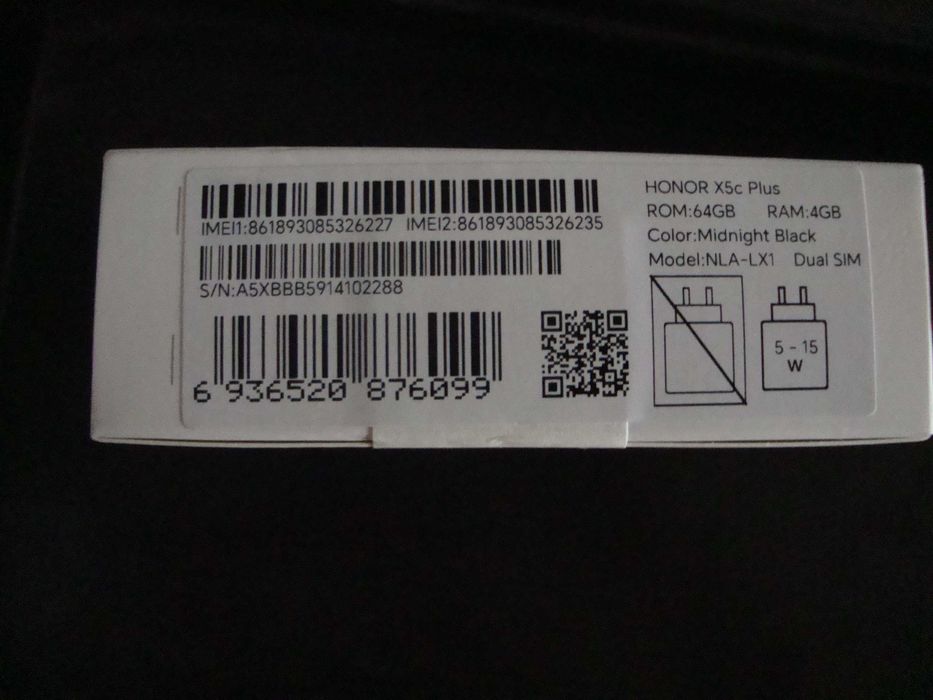 IMEI1:861893085326227 IMEI2:861893085326235
S/N:A5XBBB5914102288
6 936520 876099
HONOR X5c Plus
ROM:64GB RAM:4GB
Color:Midnight Black
Model:NLA-LX1 Dual SIM
5 - 15
W